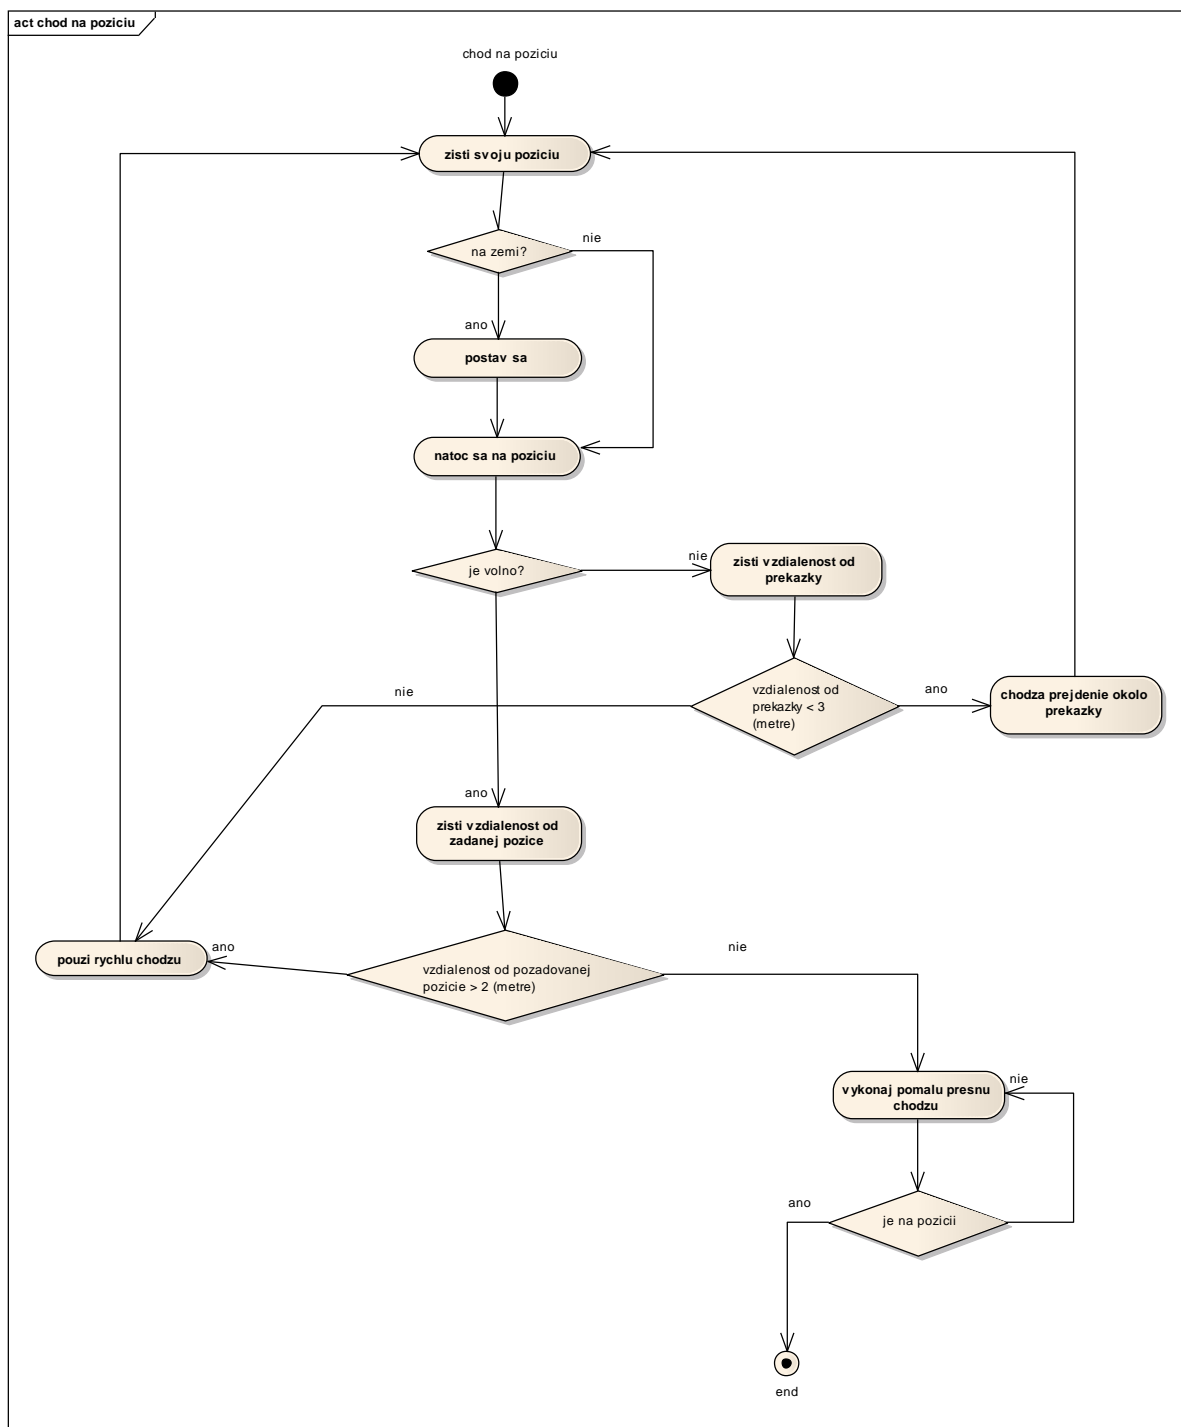 act chod na poziciu
chod na poziciu
zisti svoju poziciu
na zemi?
nie
ano
postav sa
natoc sa na poziciu
je volno?
nie
zisti vzdialenost od
prekazky
nie
vzdialenost od
prekazky < 3
(metre)
ano
chodza prejdenie okolo
prekazky
ano
zisti vzdialenost od
zadanej pozice
pouzi rychlu chodzu
ano
vzdialenost od pozadovanej
pozicie > 2 (metre)
nie
vykonaj pomalu presnu
chodzu
nie
ano
je na pozicii
end